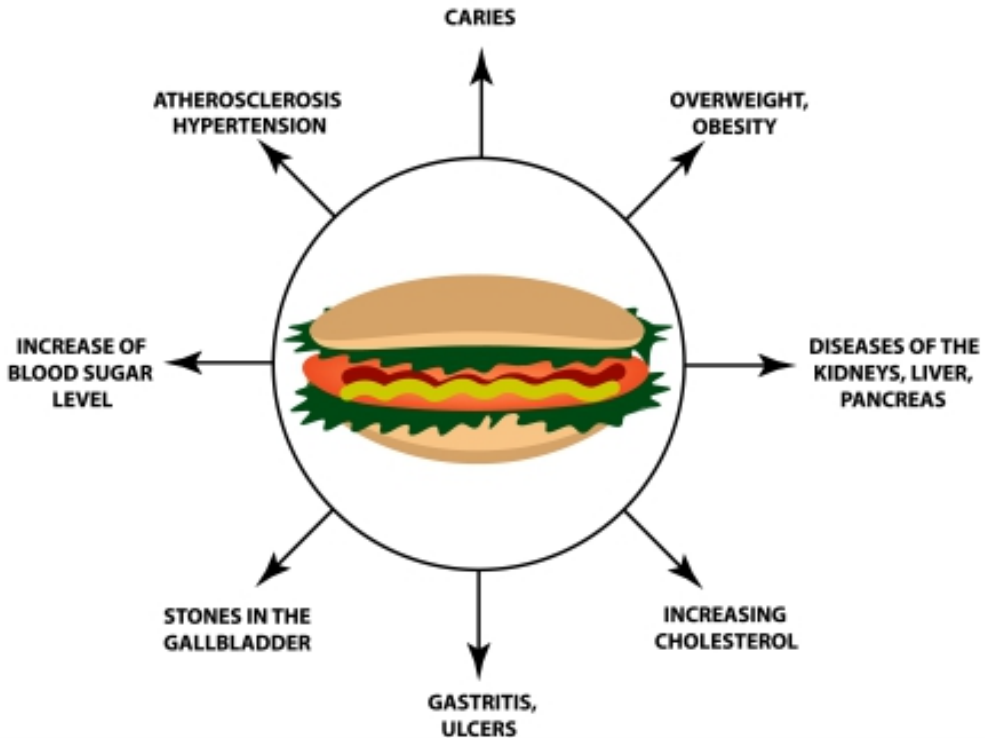 CARIES
OVERWEIGHT,
OBESITY
DISEASES OF THE
KIDNEYS, LIVER,
PANCREAS
INCREASING
CHOLESTEROL
GASTRITIS,
ULCERS
STONES IN THE
GALLBLADDER
INCREASE OF
BLOOD SUGAR
LEVEL
ATHEROSCLEROSIS
HYPERTENSION